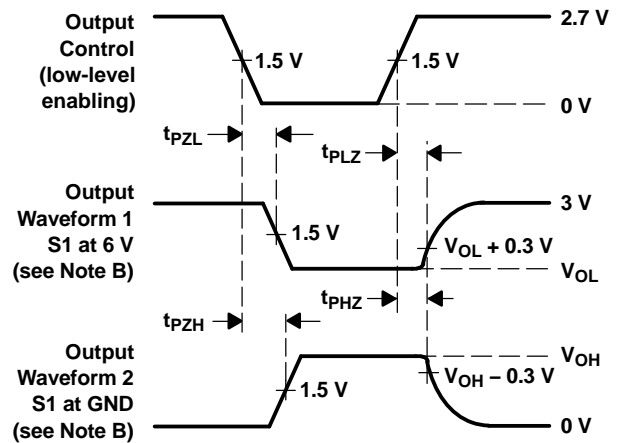 Output
Control
(low-level
enabling)
2.7 V
1.5 V
1.5 V
0 V
tPZL
tPLZ
Output
Waveform 1
S1 at 6 V
(see Note B)
3 V
1.5 V
VOL + 0.3 V
VOL
tPHZ
tPZH
Output
Waveform 2
S1 at GND
(see Note B)
VOH
VOH – 0.3 V
1.5 V
0 V